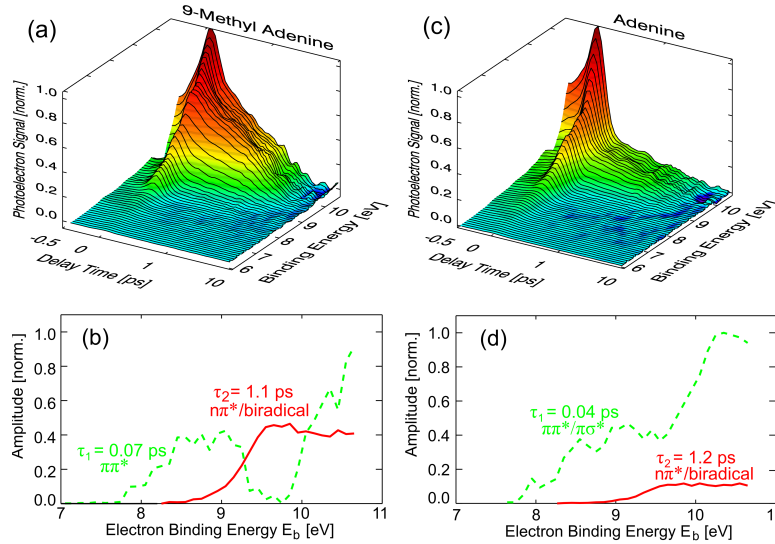 (a)
9-Methyl Adenine
Photoelectron Signal [norm.]
1.0
0.8
0.6
0.4
0.2
0.0
-0.5
0
1
10
Delay Time [ps]
6
7
8
9
10
Binding Energy [eV]
(c)
Adenine
Photoelectron Signal [norm.]
1.0
0.8
0.6
0.4
0.2
0.0
-0.5
0
1
10
Delay Time [ps]
6
7
8
9
10
Binding Energy [eV]
(b)
Amplitude [norm.]
1.0
0.8
0.6
0.4
0.2
0.0
τ₂= 1.1 ps
nπ*/biradical
τ₁= 0.07 ps
ππ*
7 8 9 10 11
Electron Binding Energy E_b [eV]
(d)
Amplitude [norm.]
1.0
0.8
0.6
0.4
0.2
0.0
τ₁= 0.04 ps
ππ*/πσ*
τ₂= 1.2 ps
nπ*/biradical
7 8 9 10 11
Electron Binding Energy E_b [eV]